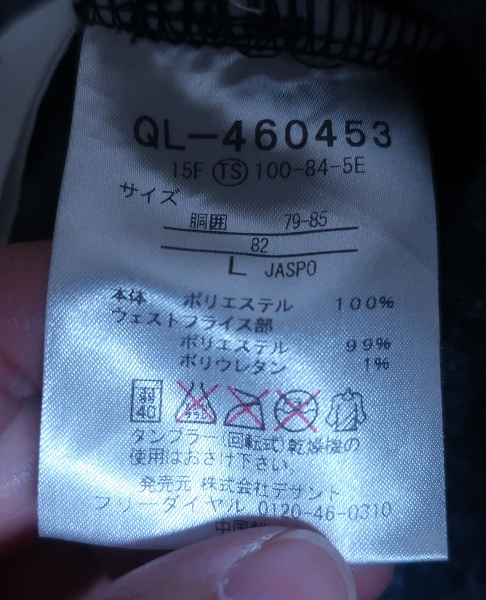 QL-460453
15F TS 100-84-5E
サイズ
胴囲 79-85
82
L JASPO
本体 ポリエステル 100%
ウェストフライス部
ポリエステル 99%
ポリウレタン 1%
40
タンブラー(回転式)乾燥機の
使用はおさけ下さい。
発売元 株式会社デサント
フリーダイヤル 0120-46-0310
中国製